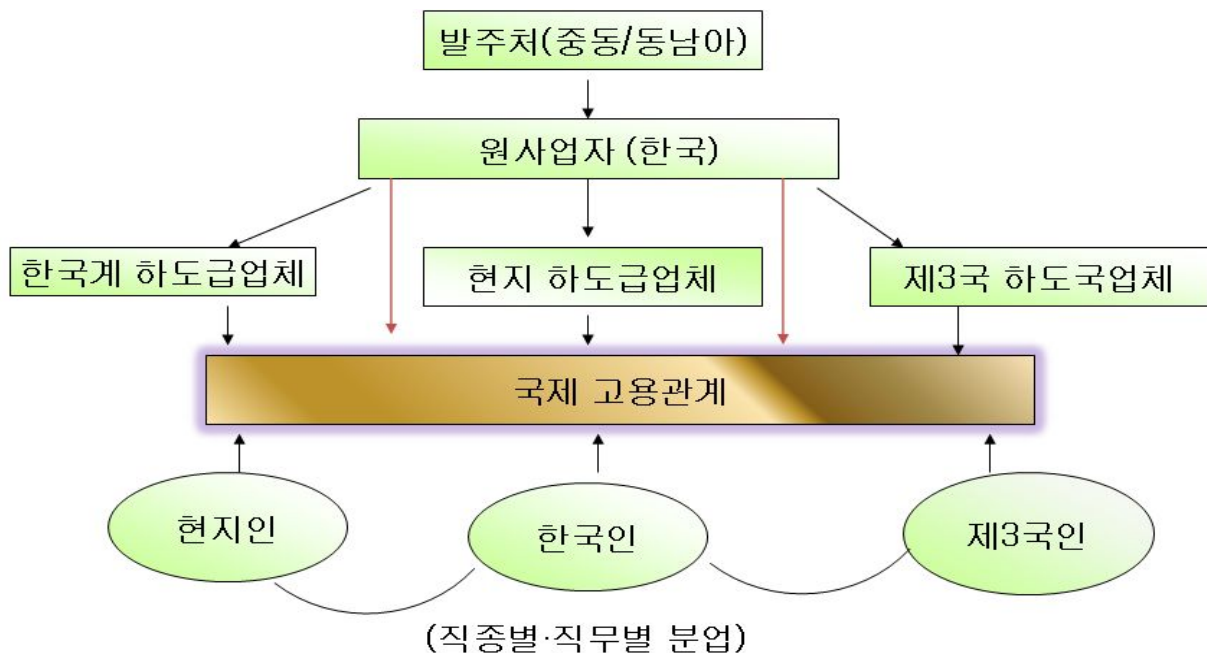 발주처(중동/동남아)
원사업자 (한국)
한국계 하도급업체
현지 하도급업체
제3국 하도국업체
국제 고용관계
현지인
한국인
제3국인
(직종별·직무별 분업)